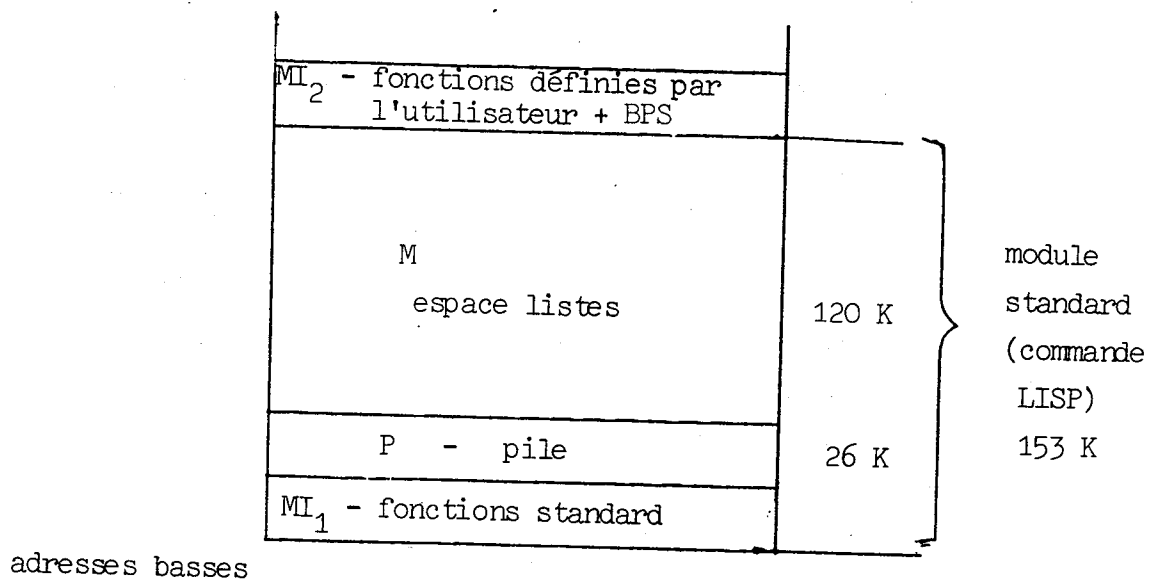 MI2 - fonctions définies par
l'utilisateur + BPS
M
espace listes
120 K
module
standard
(commande
LISP)
153 K
P - pile
26 K
MI1 - fonctions standard
adresses basses